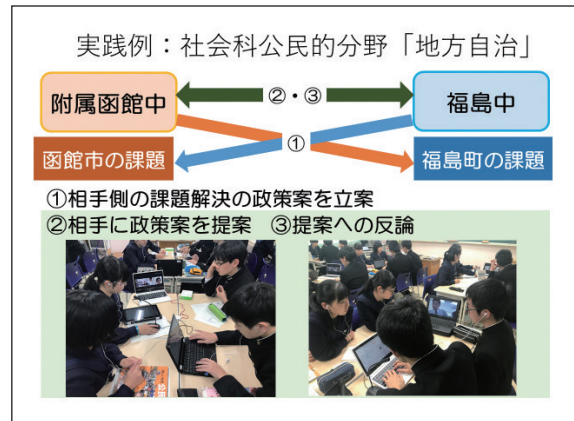 実践例：社会科公民的分野「地方自治」
附属函館中
②・③
福島中
①
函館市の課題
福島町の課題
①相手側の課題解決の政策案を立案
②相手に政策案を提案　③提案への反論